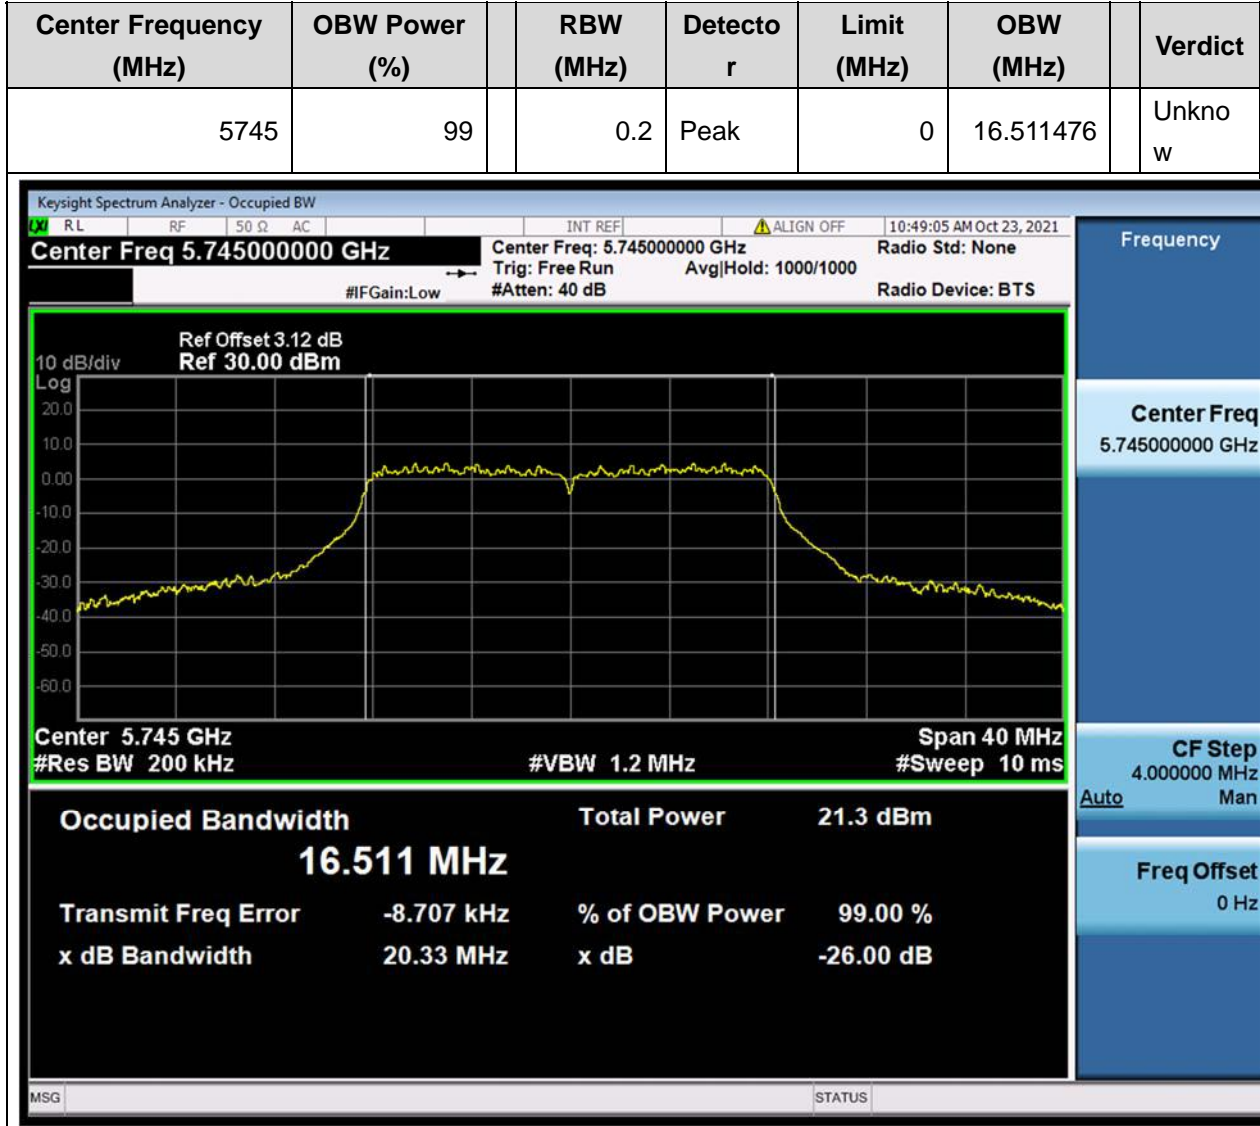 Center Frequency (MHz) OBW Power (%) RBW (MHz) Detecto r Limit (MHz) OBW (MHz) Verdict
5745 99 0.2 Peak 0 16.511476 Unkno w
Keysight Spectrum Analyzer - Occupied BW
LXI RL RF 50 Ω AC INT REF ALIGN OFF 10:49:05 AM Oct 23, 2021
Center Freq 5.745000000 GHz
Center Freq: 5.745000000 GHz Radio Std: None
Trig: Free Run Avg|Hold: 1000/1000
#IFGain:Low #Atten: 40 dB Radio Device: BTS
Ref Offset 3.12 dB
10 dB/div Ref 30.00 dBm
Log
20.0
10.0
0.00
-10.0
-20.0
-30.0
-40.0
-50.0
-60.0
Center 5.745 GHz Span 40 MHz
#Res BW 200 kHz #VBW 1.2 MHz #Sweep 10 ms
Occupied Bandwidth Total Power 21.3 dBm
16.511 MHz
Transmit Freq Error -8.707 kHz % of OBW Power 99.00 %
x dB Bandwidth 20.33 MHz x dB -26.00 dB
MSG STATUS
Frequency
Center Freq
5.745000000 GHz
CF Step
4.000000 MHz
Auto Man
Freq Offset
0 Hz